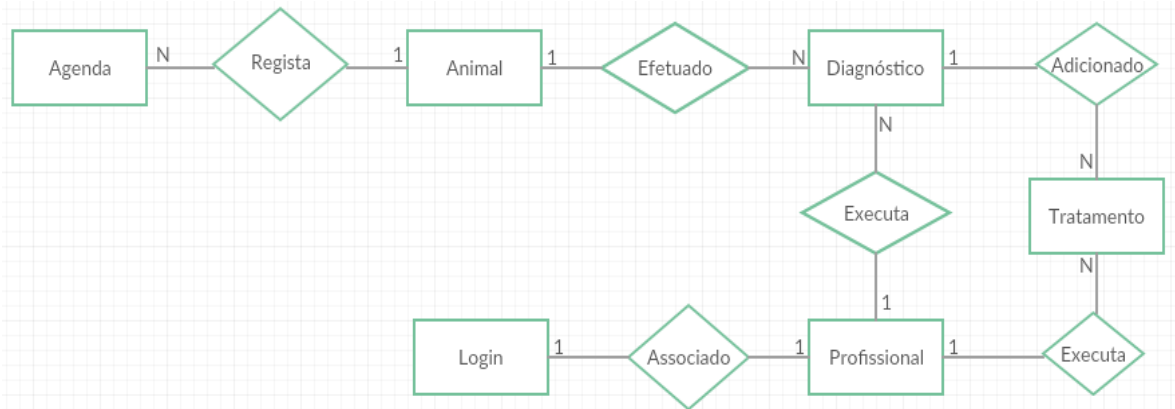 Agenda N Regista 1 Animal 1 Efetuado N Diagnóstico 1 Adicionado
N N
Executa Tratamento
N
1
Login 1 Associado 1 Profissional 1 Executa